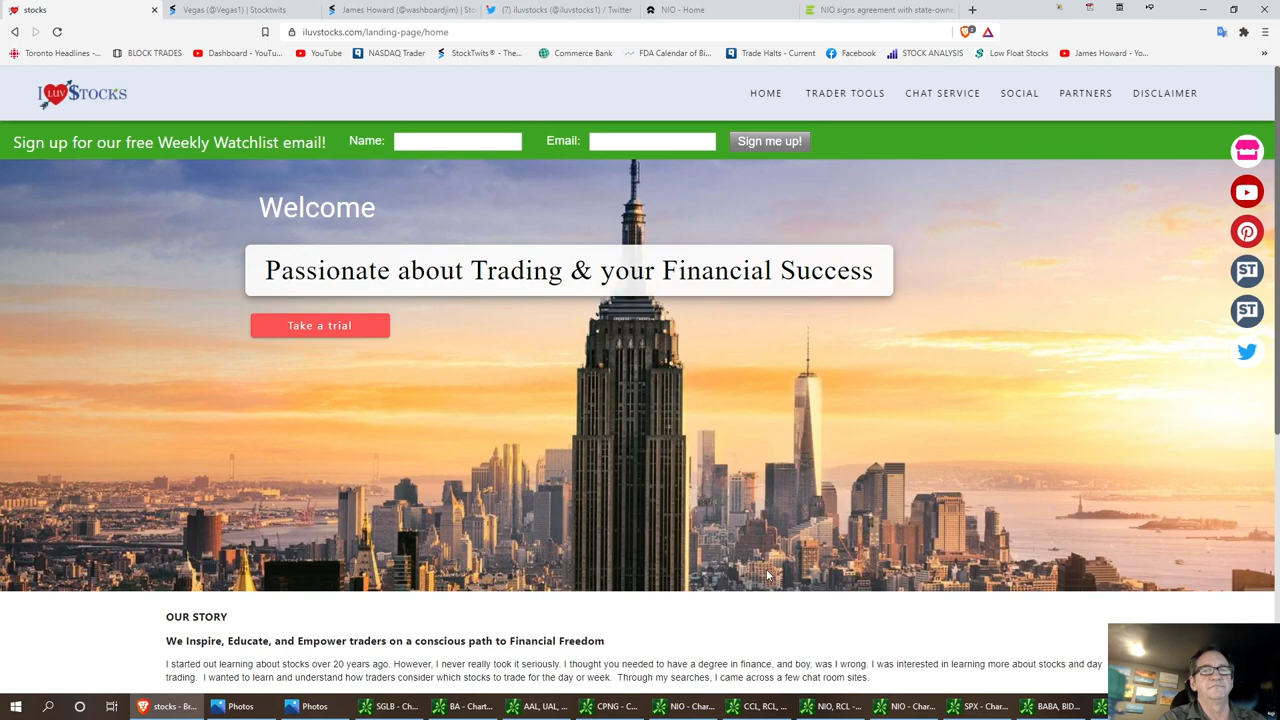 stocks
Vegas (@Vegas1) | Stocktwits
James Howard (@washboardjim) | Sto
(7) iluvstocks (@iluvstocks1) / Twitter
NIO - Home
NIO signs agreement with state-owne
iluvstocks.com/landing-page/home
Toronto Headlines -...
BLOCK TRADES
Dashboard - YouTu...
YouTube
NASDAQ Trader
StockTwits® - The...
Commerce Bank
FDA Calendar of Bi...
Trade Halts - Current
Facebook
STOCK ANALYSIS
Low Float Stocks
James Howard - Yo...
I LUV $TOCKS
HOME
TRADER TOOLS
CHAT SERVICE
SOCIAL
PARTNERS
DISCLAIMER
Sign up for our free Weekly Watchlist email!
Name:
Email:
Sign me up!
Welcome
Passionate about Trading & your Financial Success
Take a trial
ST
ST
OUR STORY
We Inspire, Educate, and Empower traders on a conscious path to Financial Freedom
I started out learning about stocks over 20 years ago. However, I never really took it seriously. I thought you needed to have a degree in finance, and boy, was I wrong. I was interested in learning more about stocks and day
trading. I wanted to learn and understand how traders consider which stocks to trade for the day or week. Through my searches, I came across a few chat room sites.
stocks - Br...
Photos
Photos
SGLB - Cha...
BA - Chart...
AAL, UAL, ...
CPNG - C...
NIO - Char...
CCL, RCL, ...
NIO, RCL -...
NIO - Char...
SPX - Char...
BABA, BID...